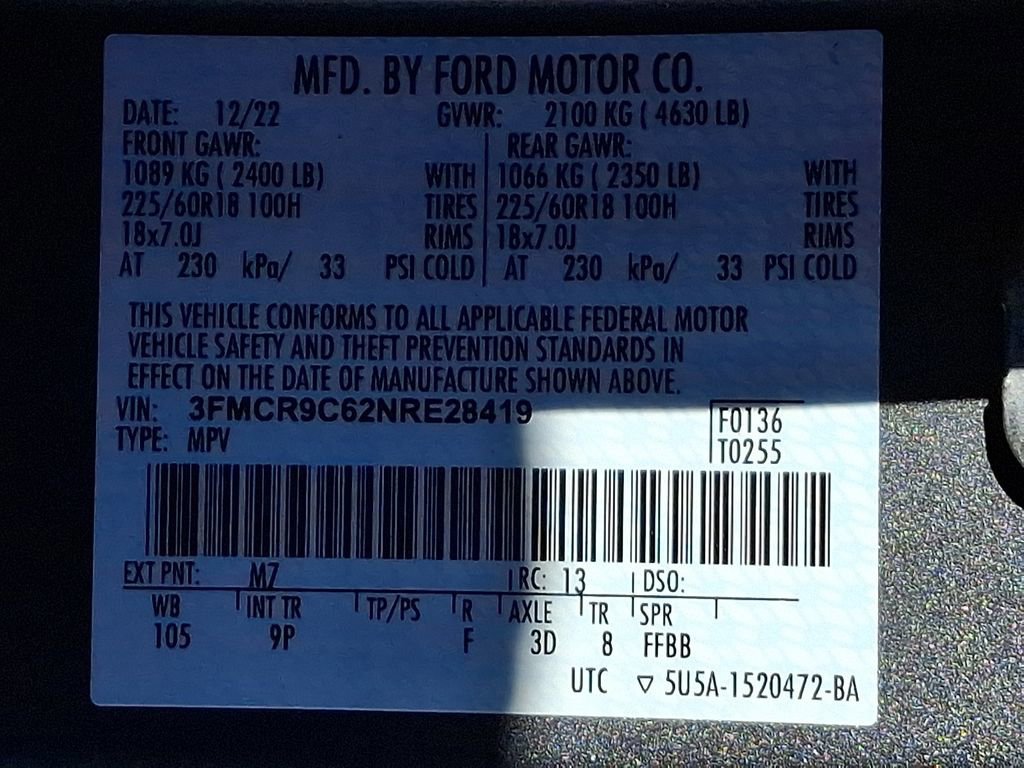 MFD. BY FORD MOTOR CO.
DATE: 12/22 GVWR: 2100 KG ( 4630 LB)
FRONT GAWR: REAR GAWR:
1089 KG ( 2400 LB) WITH 1066 KG ( 2350 LB) WITH
225/60R18 100H TIRES 225/60R18 100H TIRES
18x7.0J RIMS 18x7.0J RIMS
AT 230 kPa/ 33 PSI COLD AT 230 kPa/ 33 PSI COLD
THIS VEHICLE CONFORMS TO ALL APPLICABLE FEDERAL MOTOR
VEHICLE SAFETY AND THEFT PREVENTION STANDARDS IN
EFFECT ON THE DATE OF MANUFACTURE SHOWN ABOVE.
VIN: 3FMCR9C62NRE28419 F0136
TYPE: MPV T0255
EXT PNT: M7 RC: 13 DSO:
WB INT TR TP/PS R AXLE TR SPR
105 9P F 3D 8 FFBB
UTC ▽ 5U5A-1520472-BA